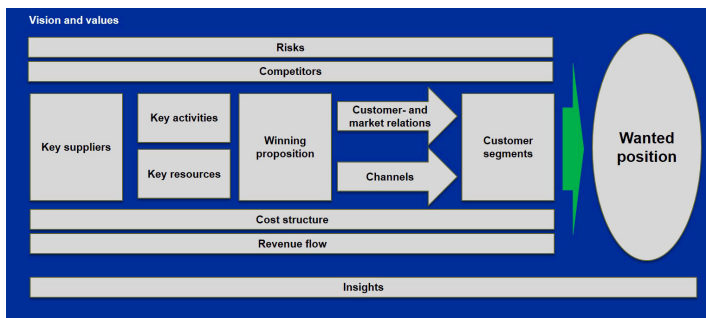 Vision and values
Risks
Competitors
Key suppliers
Key activities
Key resources
Winning
proposition
Customer- and
market relations
Channels
Customer
segments
Wanted
position
Cost structure
Revenue flow
Insights